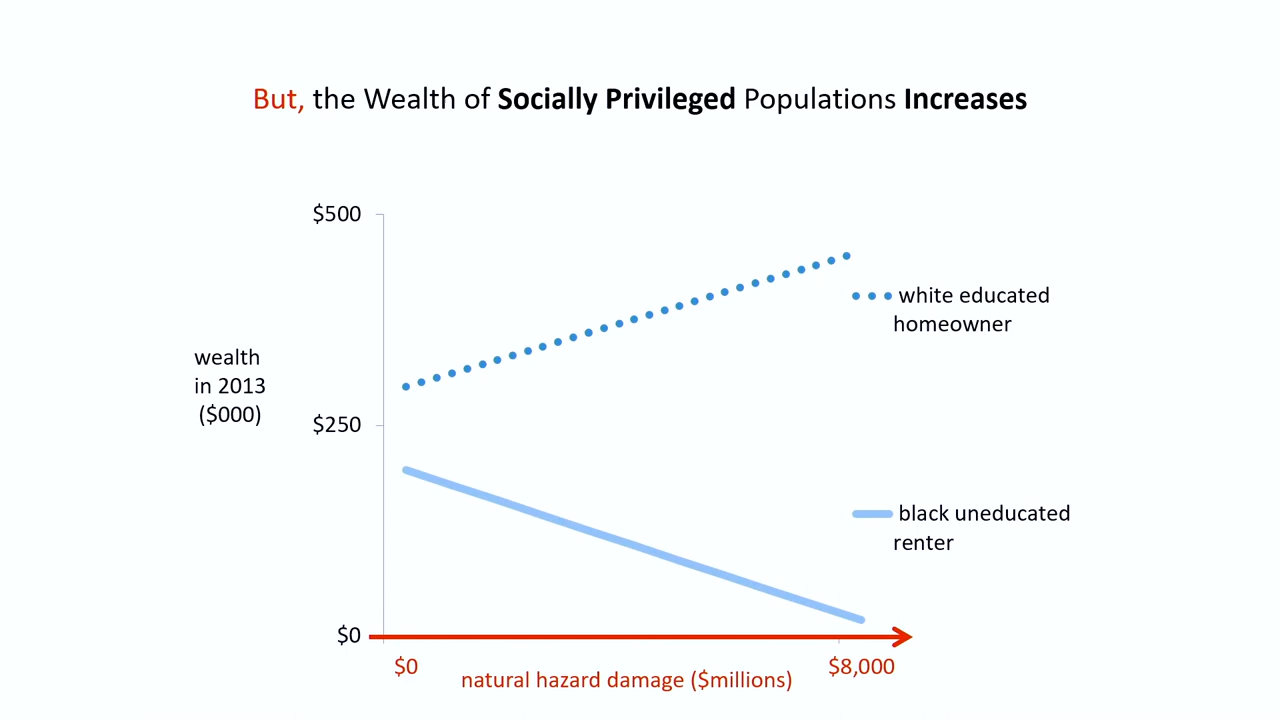 But, the Wealth of Socially Privileged Populations Increases
$500
white educated
homeowner
wealth
in 2013
($000)
$250
black uneducated
renter
$0
$0
$8,000
natural hazard damage ($millions)